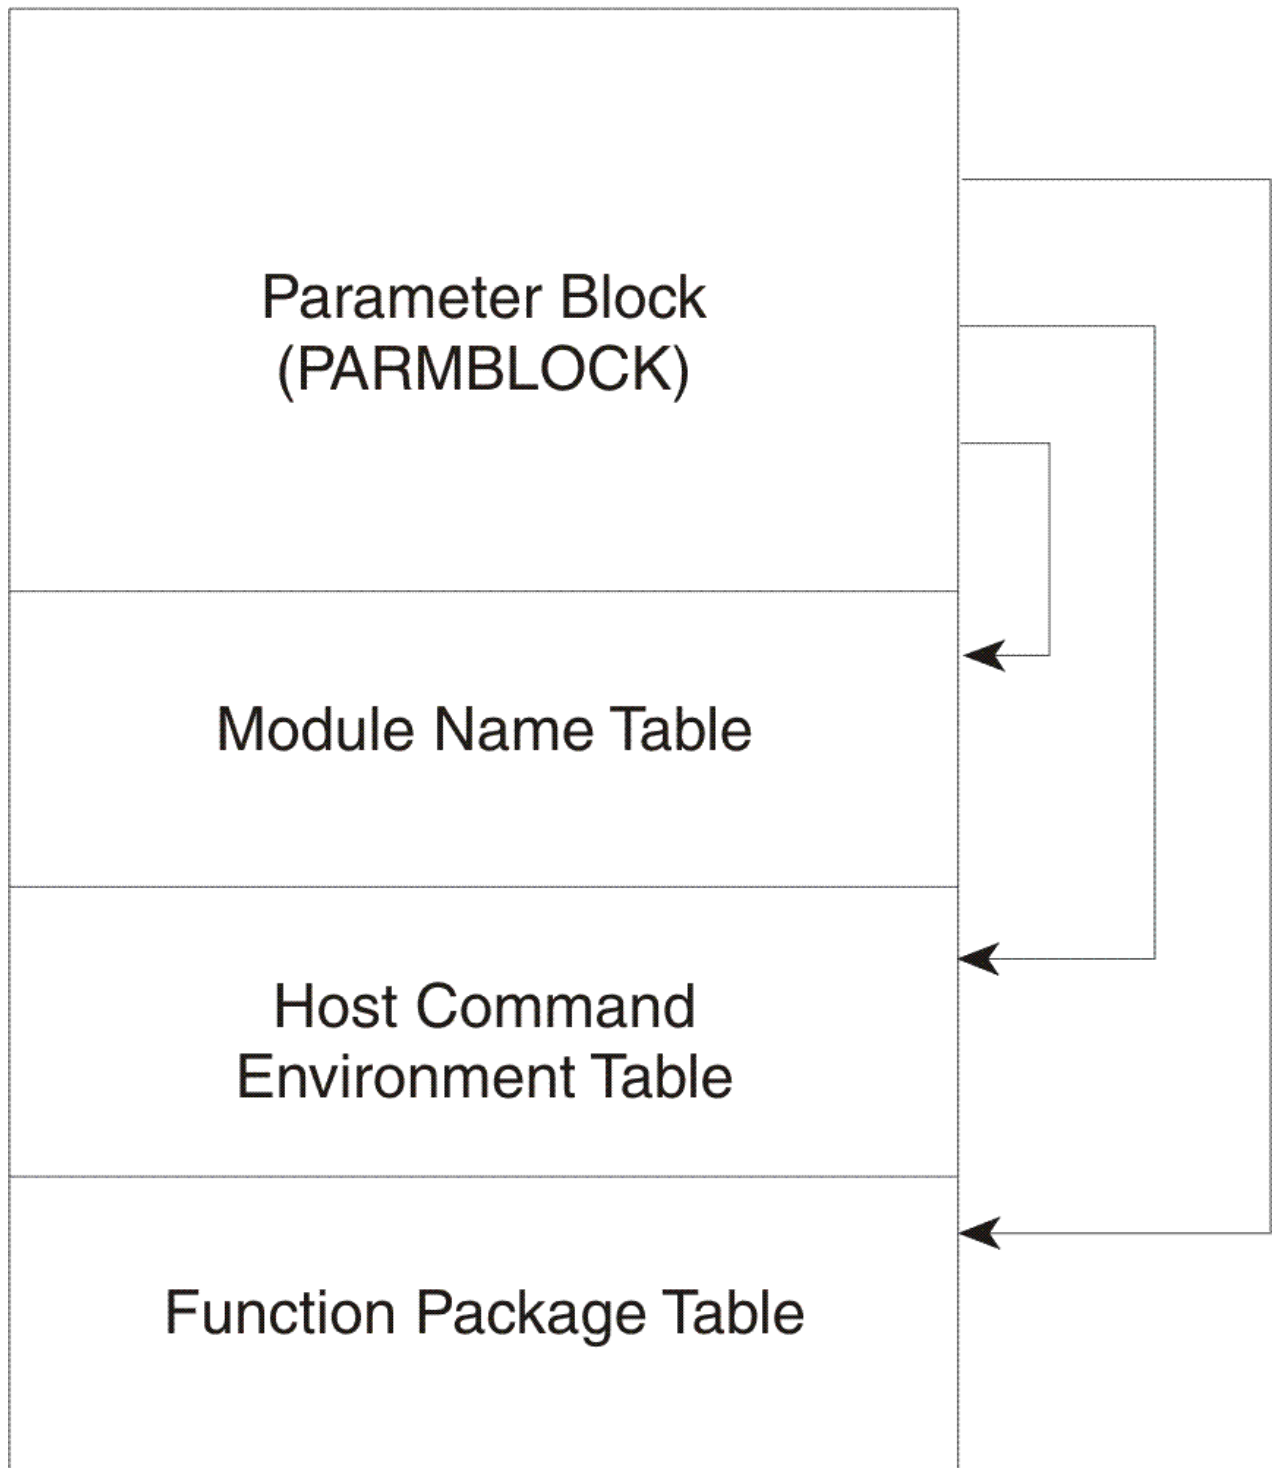 Parameter Block
(PARMBLOCK)
Module Name Table
Host Command
Environment Table
Function Package Table